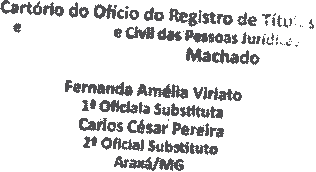 Cartório do Ofício do Registro de Títulos
e e Civil das Pessoas Jurídicas
Machado
Fernanda Amélia Viriato
1ª Oficiala Substituta
Carlos César Pereira
2º Oficial Substituto
Araxá/MG